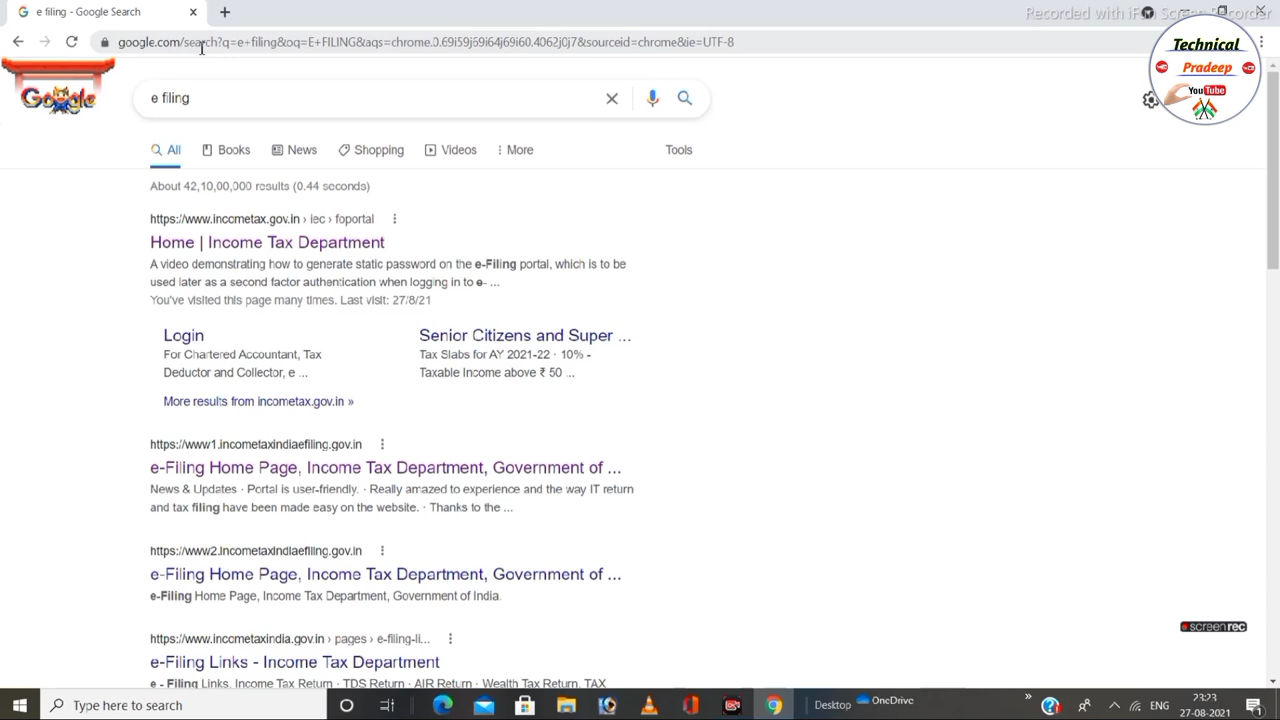 e filing - Google Search
Recorded with iFun Screen Recorder
google.com/search?q=e+filing&oq=E+FILING&aqs=chrome.0.69i59j69i64j69i60.4062j0j7&sourceid=chrome&ie=UTF-8
Technical
Pradeep
YouTube
Google
e filing
All
Books
News
Shopping
Videos
More
Tools
About 42,10,00,000 results (0.44 seconds)
https://www.incometax.gov.in › iec › foportal
Home | Income Tax Department
A video demonstrating how to generate static password on the e-Filing portal, which is to be
used later as a second factor authentication when logging in to e- ...
You've visited this page many times. Last visit: 27/8/21
Login
For Chartered Accountant, Tax
Deductor and Collector, e ...
Senior Citizens and Super ...
Tax Slabs for AY 2021-22 · 10% -
Taxable Income above ₹ 50 ...
More results from incometax.gov.in »
https://www1.incometaxindiaefiling.gov.in
e-Filing Home Page, Income Tax Department, Government of ...
News & Updates · Portal is user-friendly. · Really amazed to experience and the way IT return
and tax filing have been made easy on the website. · Thanks to the ...
https://www2.incometaxindiaefiling.gov.in
e-Filing Home Page, Income Tax Department, Government of ...
e-Filing Home Page, Income Tax Department, Government of India.
https://www.incometaxindia.gov.in › pages › e-filing-li...
e-Filing Links - Income Tax Department
e - Filing Links, Income Tax Return · TDS Return · AIR Return · Wealth Tax Return, TAX
screenrec
Type here to search
Desktop
OneDrive
»
ENG
23:23
27-08-2021
1